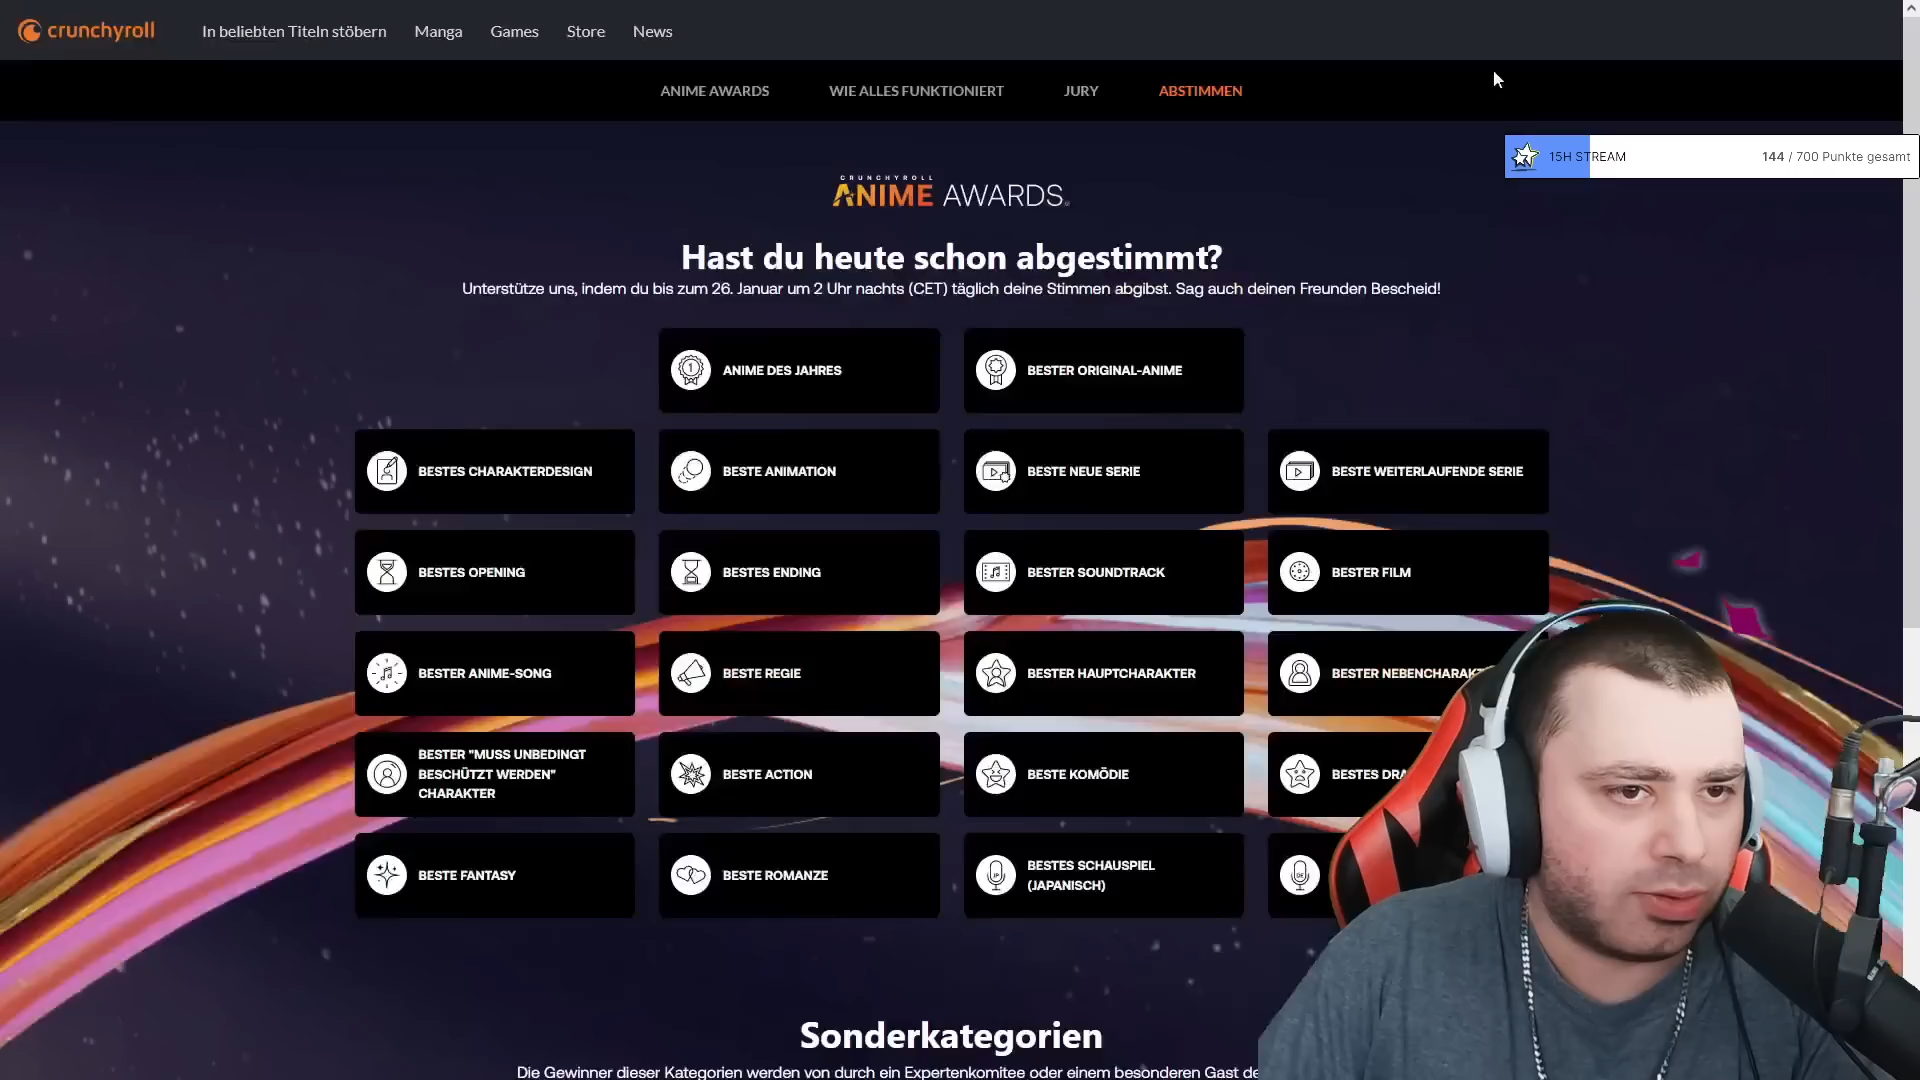 crunchyroll
In beliebten Titeln stöbern Manga Games Store News
ANIME AWARDS WIE ALLES FUNKTIONIERT JURY ABSTIMMEN
15H STREAM 144 / 700 Punkte gesamt
CRUNCHYROLL
ANIME AWARDS
Hast du heute schon abgestimmt?
Unterstütze uns, indem du bis zum 26. Januar um 2 Uhr nachts (CET) täglich deine Stimmen abgibst. Sag auch deinen Freunden Bescheid!
ANIME DES JAHRES
BESTER ORIGINAL-ANIME
BESTES CHARAKTERDESIGN
BESTE ANIMATION
BESTE NEUE SERIE
BESTE WEITERLAUFENDE SERIE
BESTES OPENING
BESTES ENDING
BESTER SOUNDTRACK
BESTER FILM
BESTER ANIME-SONG
BESTE REGIE
BESTER HAUPTCHARAKTER
BESTER NEBENCHARAKT
BESTER "MUSS UNBEDINGT
BESCHÜTZT WERDEN"
CHARAKTER
BESTE ACTION
BESTE KOMÖDIE
BESTES DRA
BESTE FANTASY
BESTE ROMANZE
BESTES SCHAUSPIEL
(JAPANISCH)
Sonderkategorien
Die Gewinner dieser Kategorien werden von durch ein Expertenkomitee oder einem besonderen Gast de